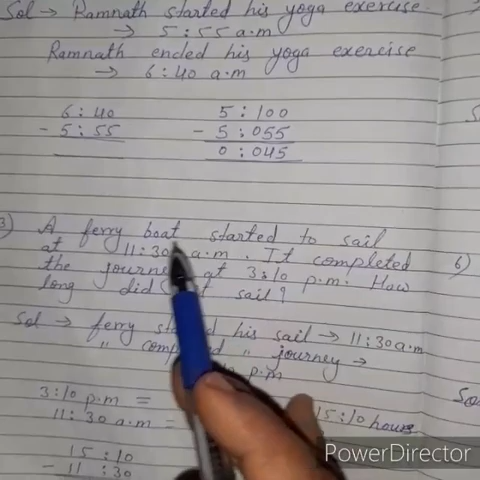 Sol → Ramnath started his yoga exercise
→ 5:55 a.m
Ramnath ended his yoga exercise
→ 6:40 a.m
6:40 5:100
- 5:55 - 5:055
0:045
3) A ferry boat started to sail
at 11:30 a.m. It completed
the journey at 3:10 p.m. How
long did sail?
6)
Sol → ferry his sail → 11:30 a.m
" " journey →
p.m
3:10 p.m = 15:10 hours
11:30 a.m =
15:10
- 11:30
PowerDirector